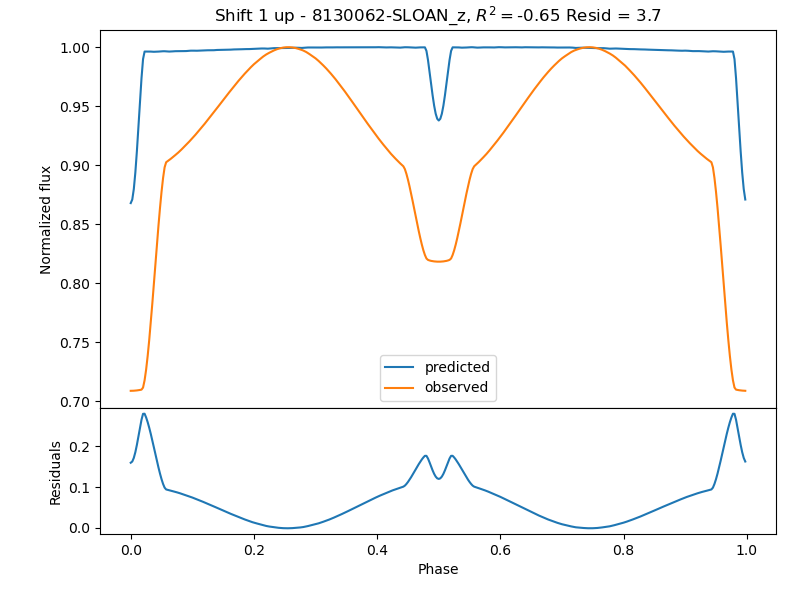 Shift 1 up - 8130062-SLOAN_z, R² = -0.65 Resid = 3.7
1.00
0.95
0.90
0.85
0.80
0.75
0.70
Normalized flux
predicted
observed
0.2
0.1
0.0
Residuals
0.0 0.2 0.4 0.6 0.8 1.0
Phase